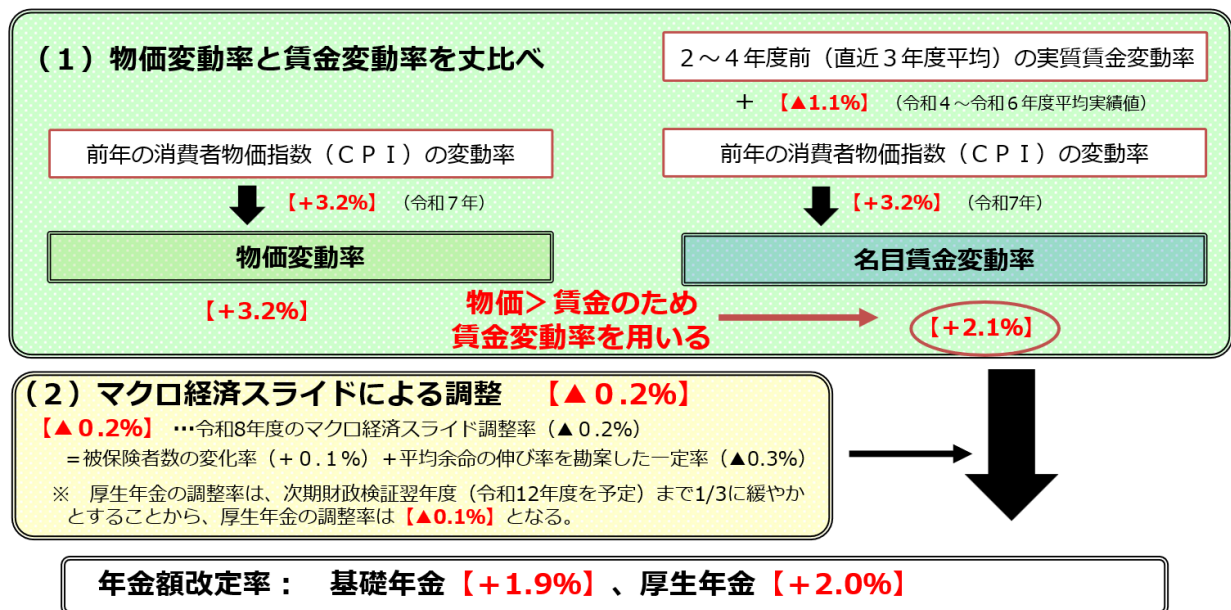 （１）物価変動率と賃金変動率を丈比べ
２～４年度前（直近３年度平均）の実質賃金変動率
＋ 【▲1.1%】 （令和４～令和６年度平均実績値）
前年の消費者物価指数（ＣＰＩ）の変動率
前年の消費者物価指数（ＣＰＩ）の変動率
【＋3.2%】 （令和７年）
【＋3.2%】 （令和7年）
物価変動率
名目賃金変動率
【＋3.2%】
物価＞賃金のため
賃金変動率を用いる
【＋2.1%】
（２）マクロ経済スライドによる調整 【▲０.２%】
【▲０.２%】 …令和8年度のマクロ経済スライド調整率（▲０.２%）
＝被保険者数の変化率（＋０.１%）＋平均余命の伸び率を勘案した一定率（▲0.3%）
※ 厚生年金の調整率は、次期財政検証翌年度（令和12年度を予定）まで1/3に緩やか
とすることから、厚生年金の調整率は【▲0.1%】となる。
年金額改定率： 基礎年金【＋1.9%】、厚生年金【＋2.0%】